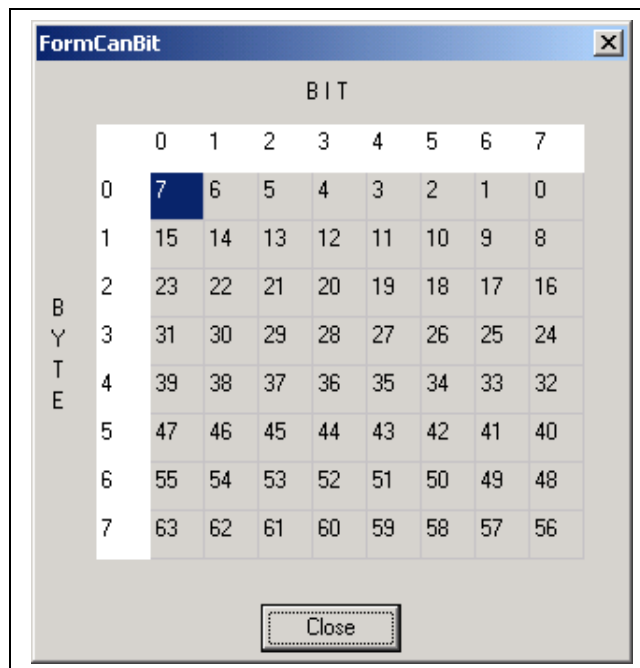 FormCanBit
B I T
0 1 2 3 4 5 6 7
0 7 6 5 4 3 2 1 0
1 15 14 13 12 11 10 9 8
2 23 22 21 20 19 18 17 16
3 31 30 29 28 27 26 25 24
4 39 38 37 36 35 34 33 32
5 47 46 45 44 43 42 41 40
6 55 54 53 52 51 50 49 48
7 63 62 61 60 59 58 57 56
B
Y
T
E
Close